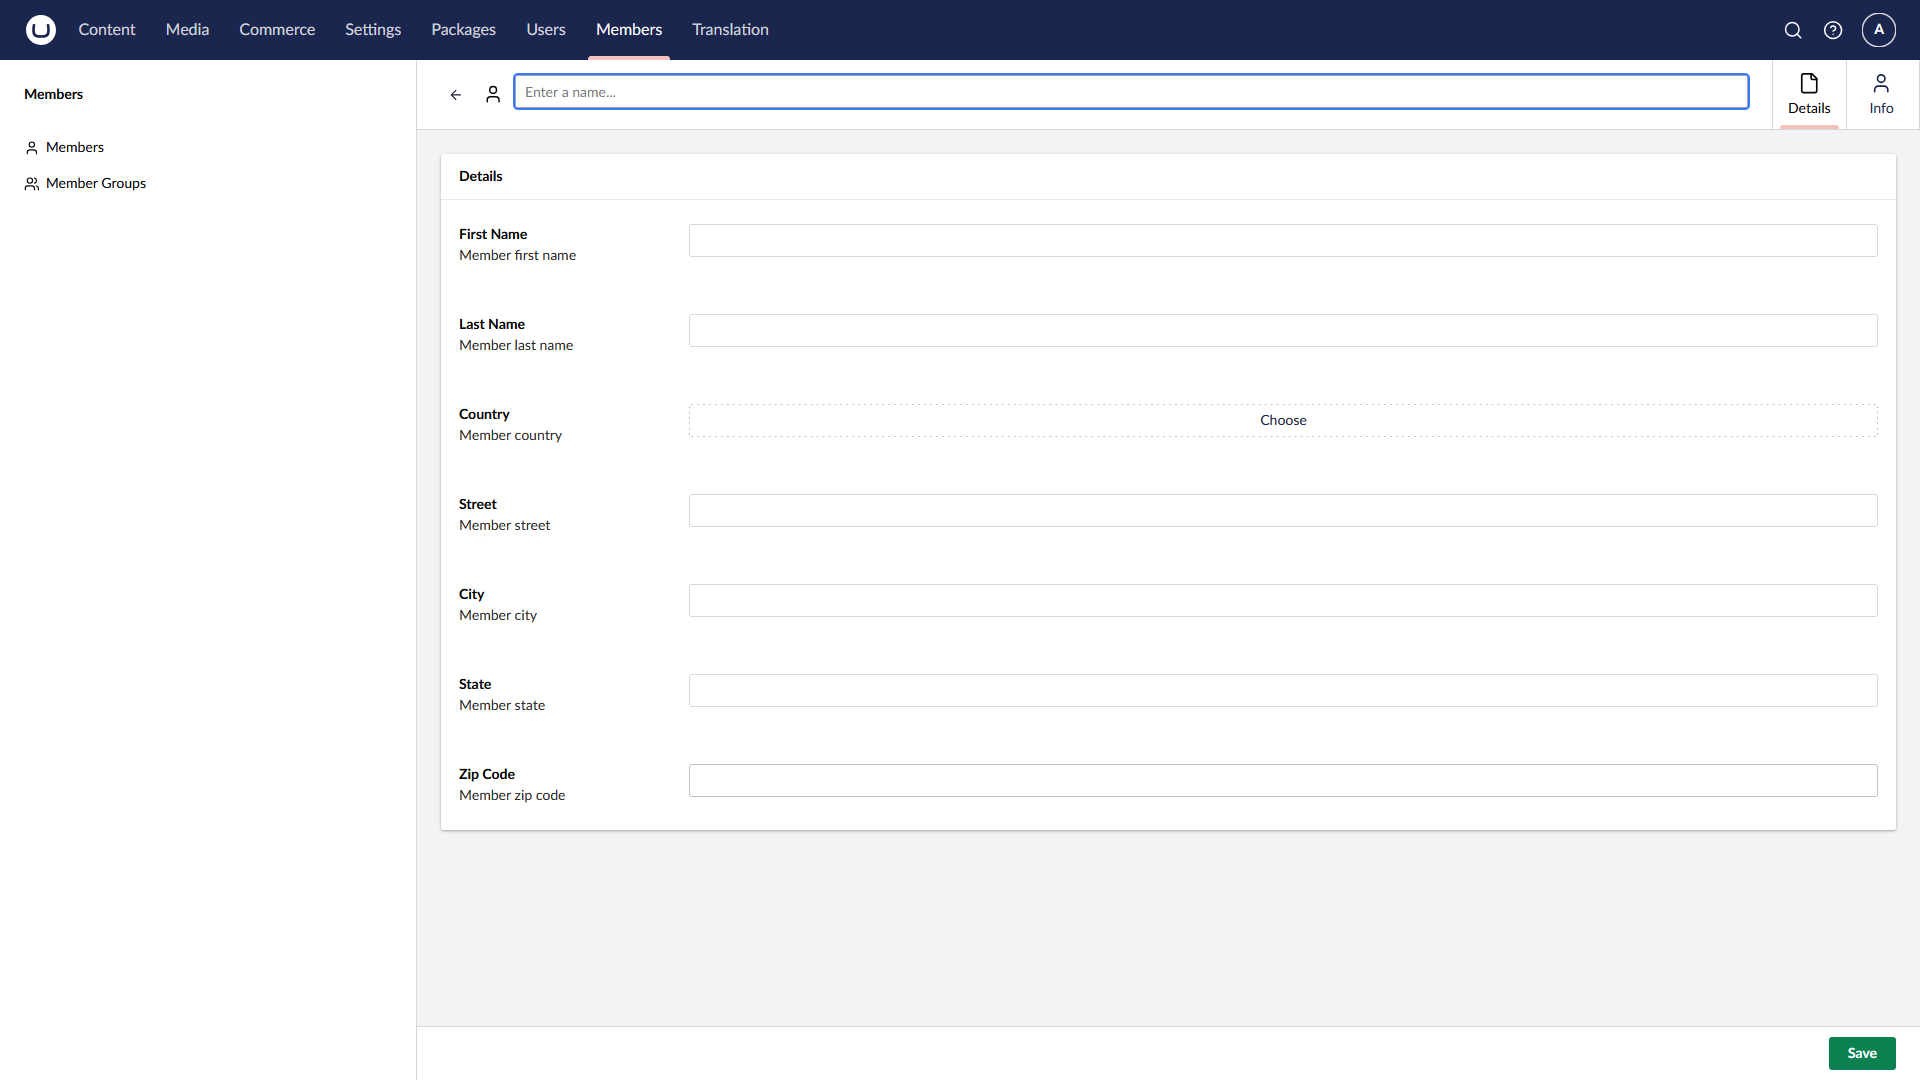 Content Media Commerce Settings Packages Users Members Translation A
Members
Members
Member Groups
Enter a name...
Details
Info
Details
First Name
Member first name
Last Name
Member last name
Country
Member country
Choose
Street
Member street
City
Member city
State
Member state
Zip Code
Member zip code
Save